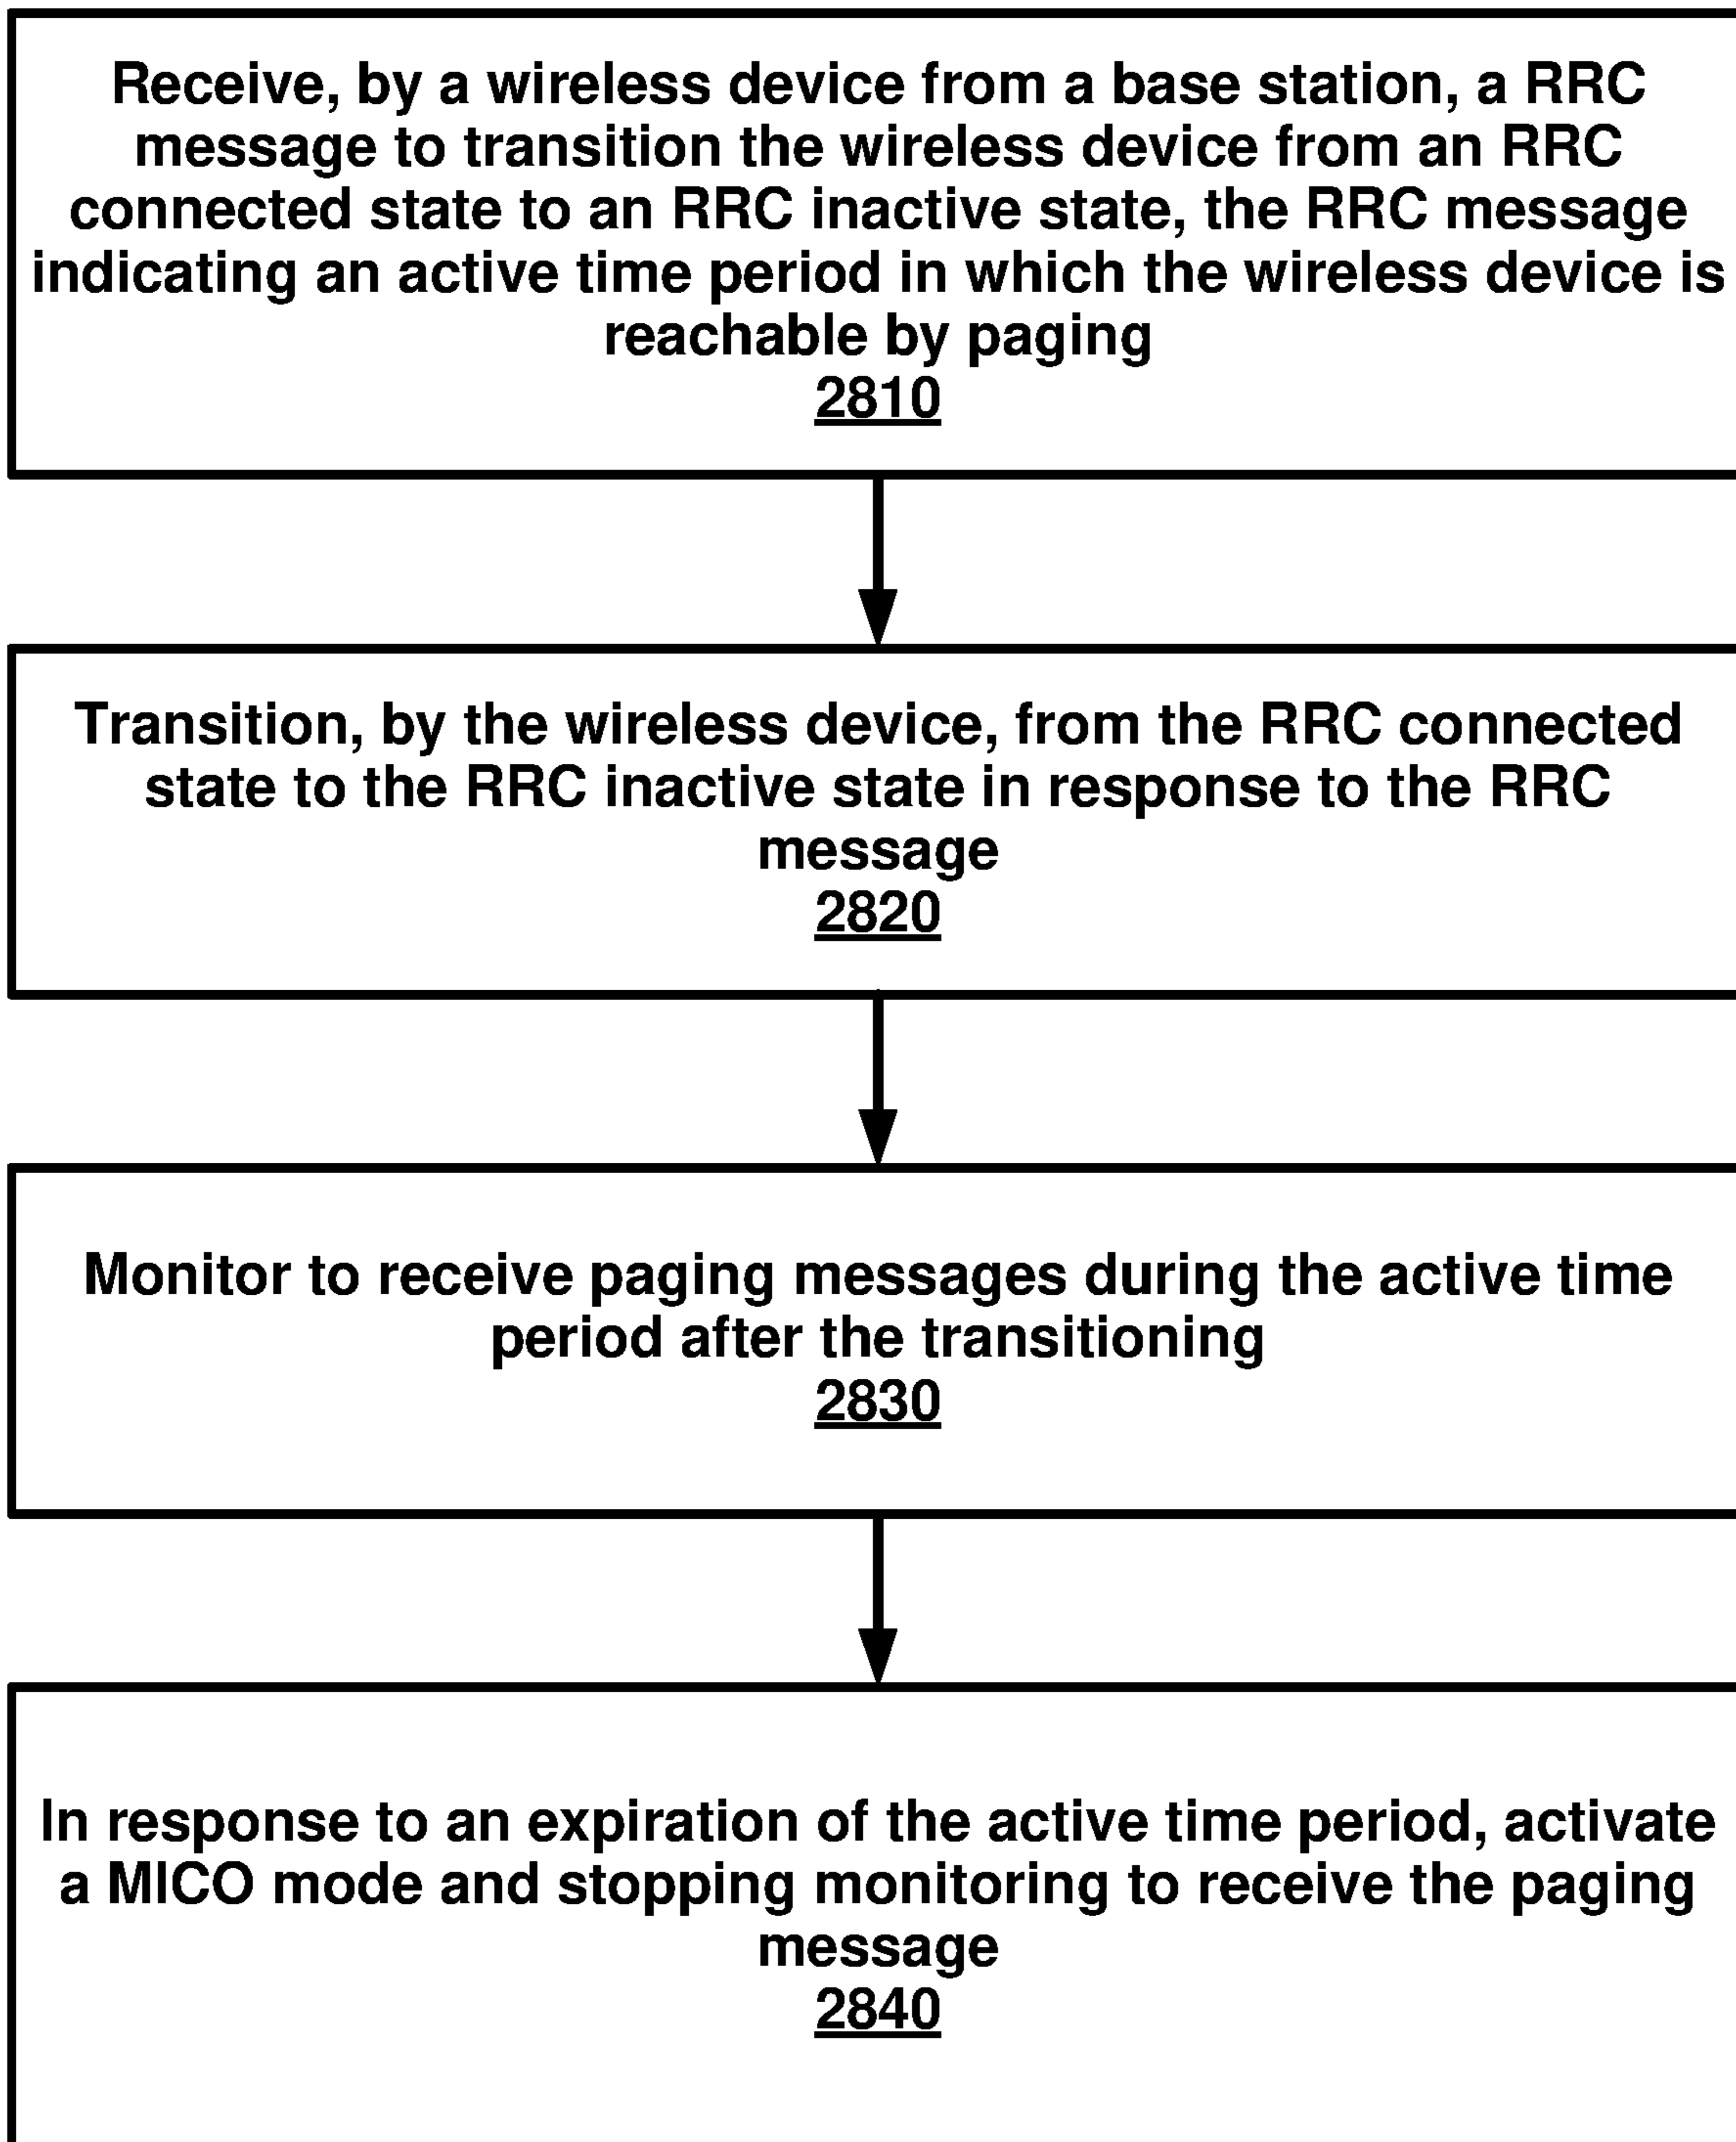 Receive, by a wireless device from a base station, a RRC
message to transition the wireless device from an RRC
connected state to an RRC inactive state, the RRC message
indicating an active time period in which the wireless device is
reachable by paging
2810
Transition, by the wireless device, from the RRC connected
state to the RRC inactive state in response to the RRC
message
2820
Monitor to receive paging messages during the active time
period after the transitioning
2830
In response to an expiration of the active time period, activate
a MICO mode and stopping monitoring to receive the paging
message
2840